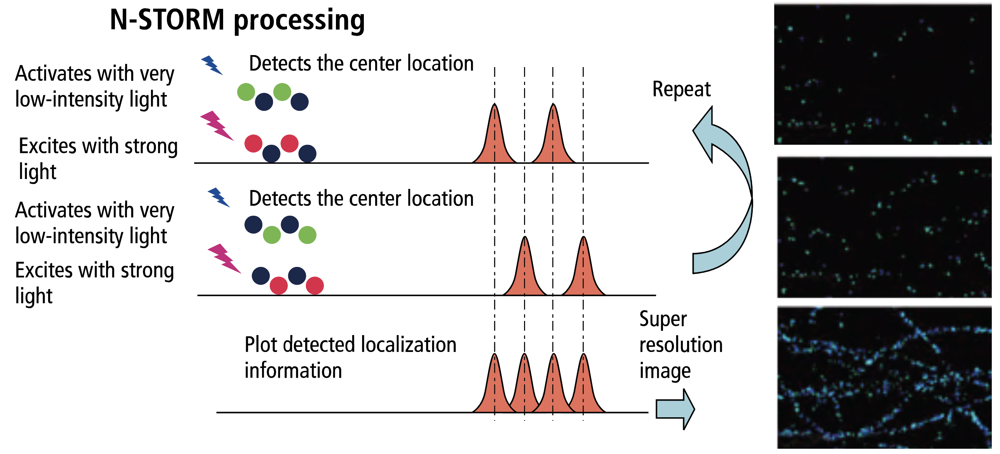 N-STORM processing
Activates with very
low-intensity light
Detects the center location
Excites with strong
light
Repeat
Activates with very
low-intensity light
Detects the center location
Excites with strong
light
Plot detected localization
information
Super
resolution
image